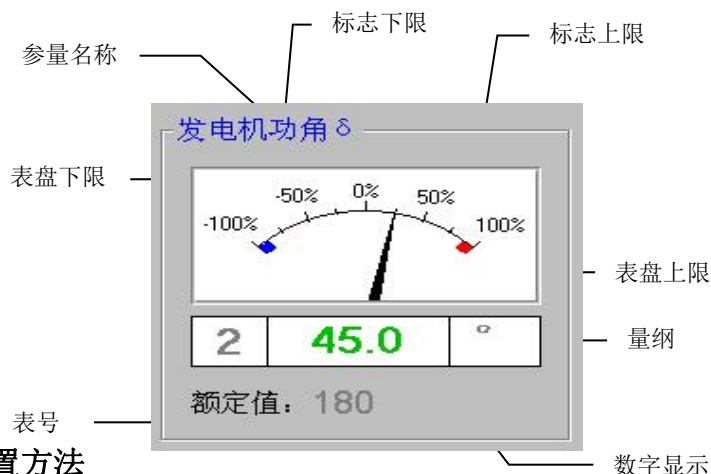 标志下限
标志上限
参量名称
发电机功角δ
表盘下限
-50% 0% 50%
-100% 100%
表盘上限
2 45.0 °
量纲
额定值：180
表号
置方法
数字显示